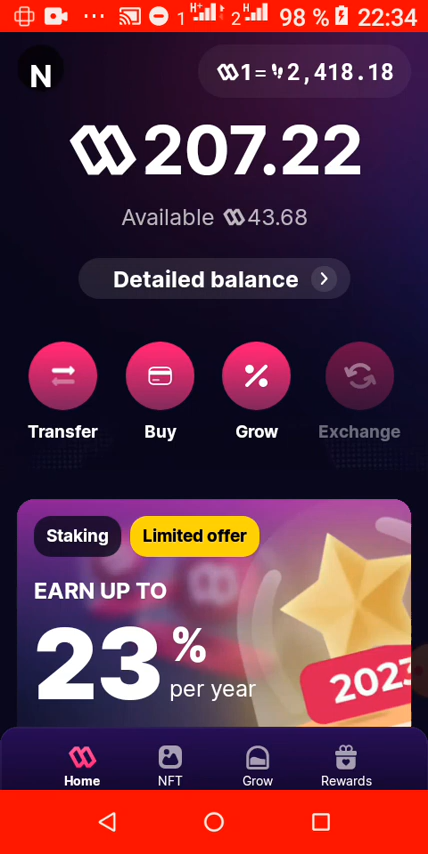 1 H+ 2 H 98 % 22:34
N
1=2,418.18
207.22
Available 43.68
Detailed balance
Transfer Buy Grow Exchange
Staking Limited offer
EARN UP TO
23%
per year
2023
Home NFT Grow Rewards